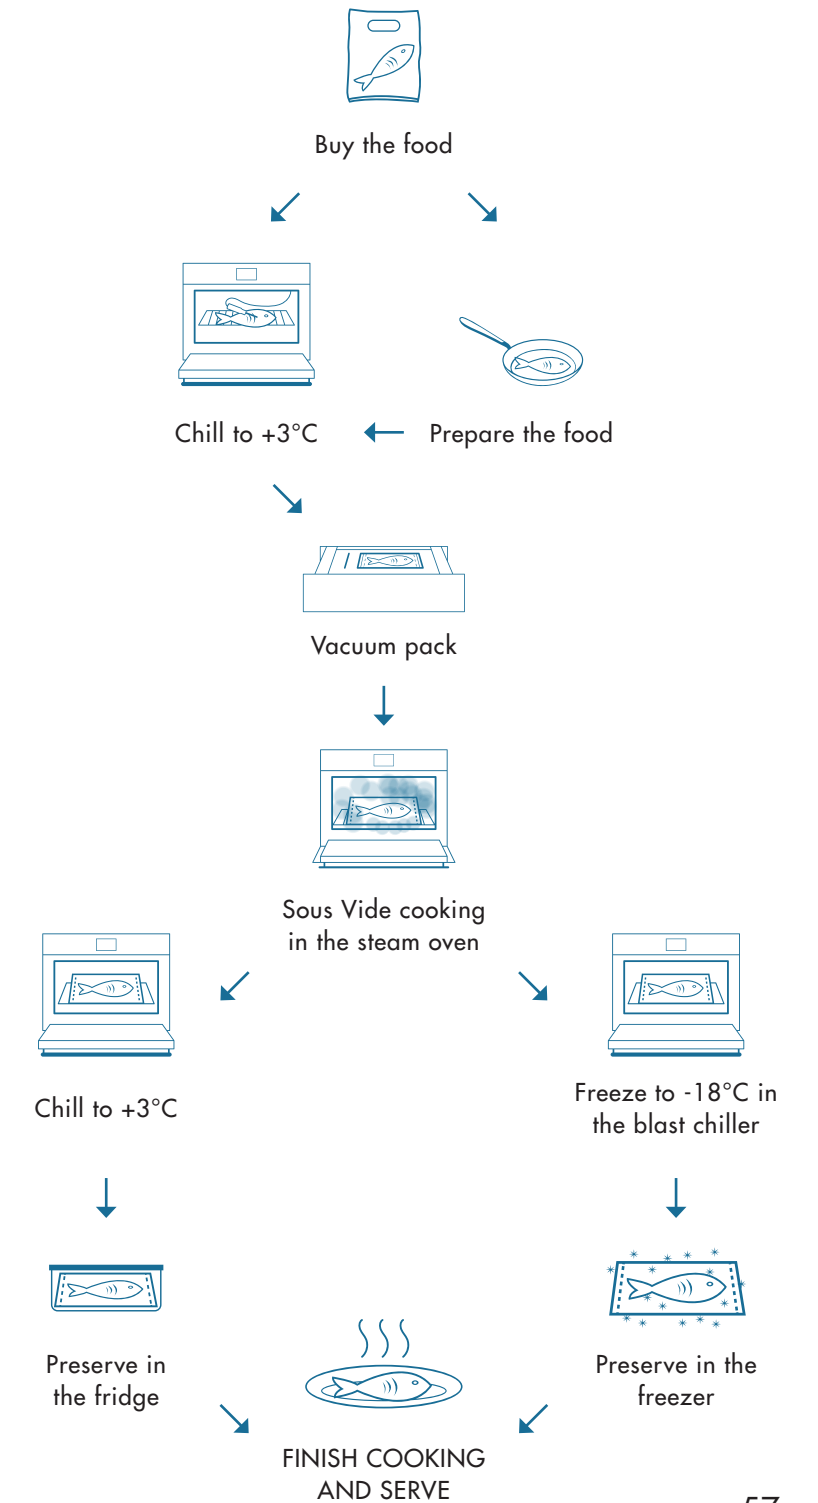 Buy the food
Chill to +3°C
Prepare the food
Vacuum pack
Sous Vide cooking
in the steam oven
Chill to +3°C
Freeze to -18°C in
the blast chiller
Preserve in
the fridge
Preserve in the
freezer
FINISH COOKING
AND SERVE
57